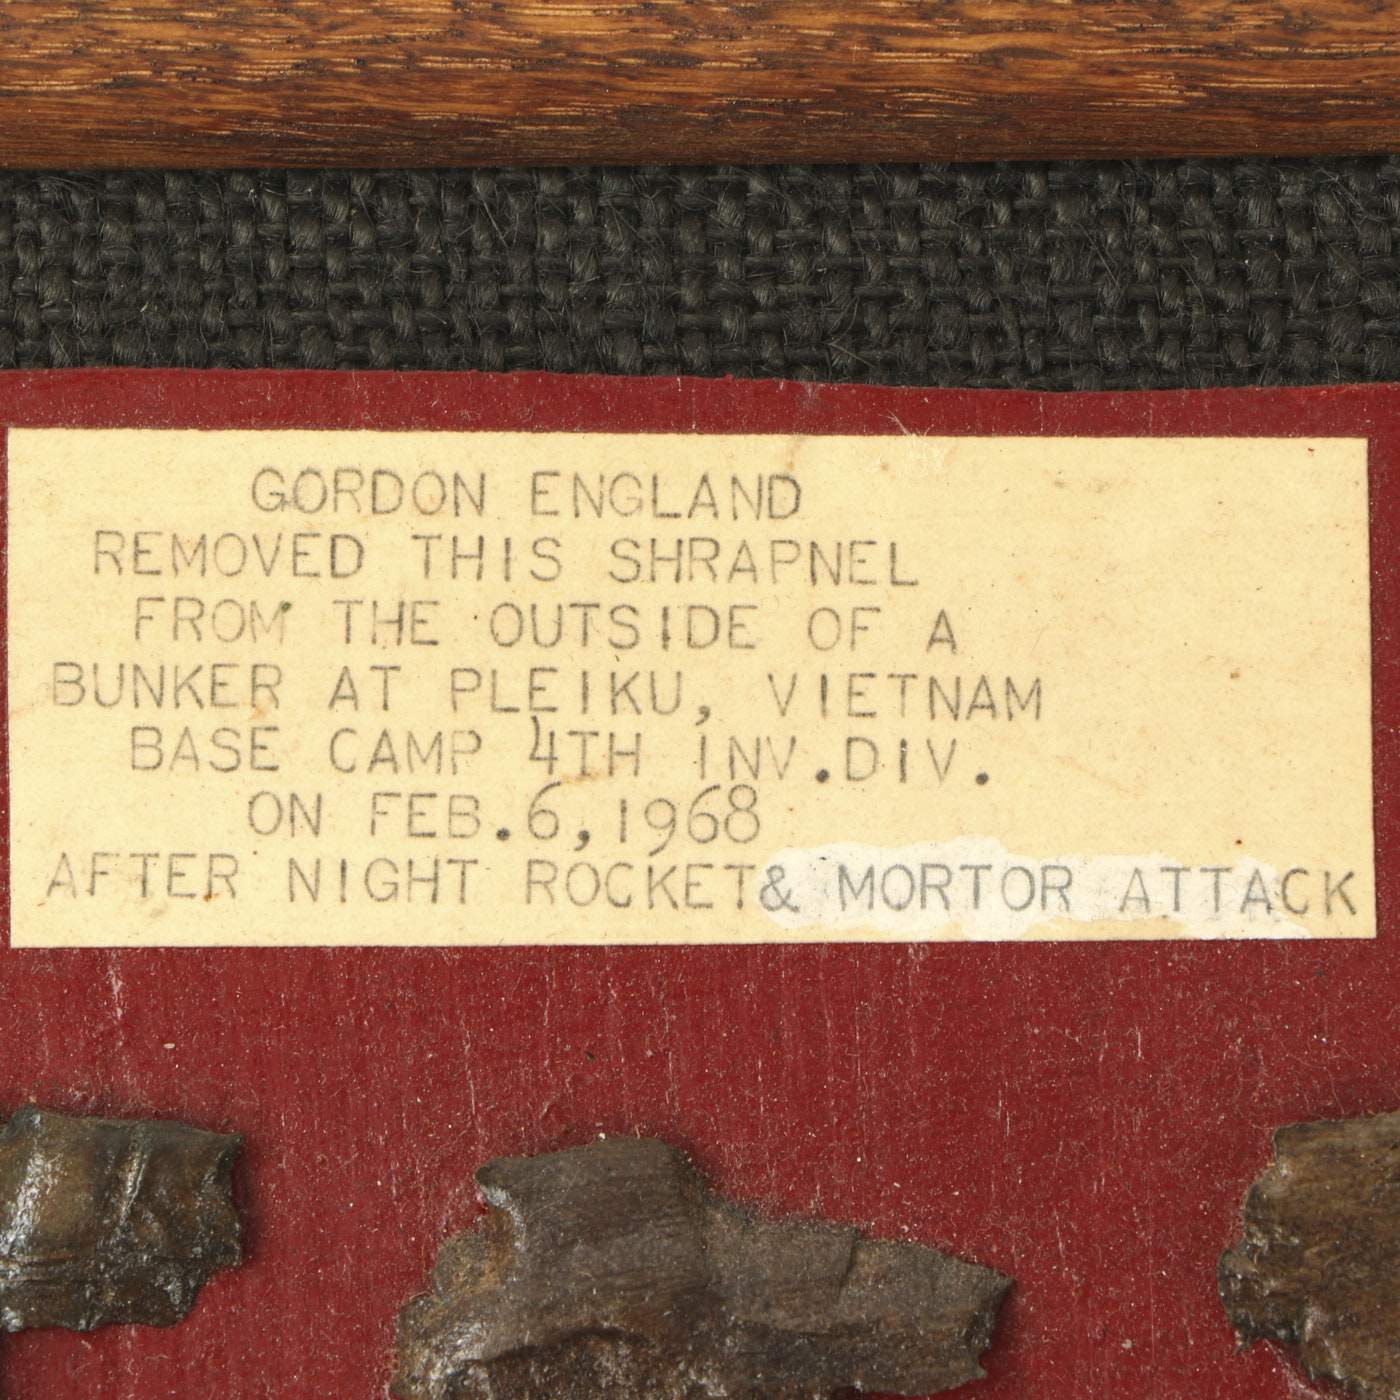 GORDON ENGLAND
REMOVED THIS SHRAPNEL
FROM THE OUTSIDE OF A
BUNKER AT PLEIKU, VIETNAM
BASE CAMP 4TH INV.DIV.
ON FEB.6,1968
AFTER NIGHT ROCKET& MORTOR ATTACK